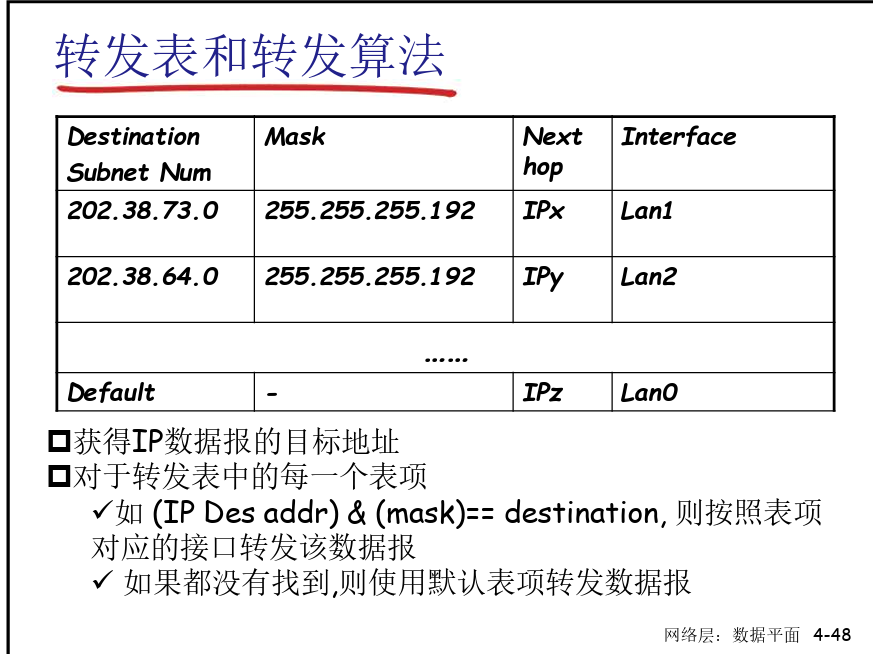 转发表和转发算法
Destination Subnet Num Mask Next hop Interface
202.38.73.0 255.255.255.192 IPx Lan1
202.38.64.0 255.255.255.192 IPy Lan2
……
Default - IPz Lan0
获得IP数据报的目标地址
对于转发表中的每一个表项
✓如 (IP Des addr) & (mask)== destination, 则按照表项
对应的接口转发该数据报
✓ 如果都没有找到,则使用默认表项转发数据报
网络层：数据平面 4-48